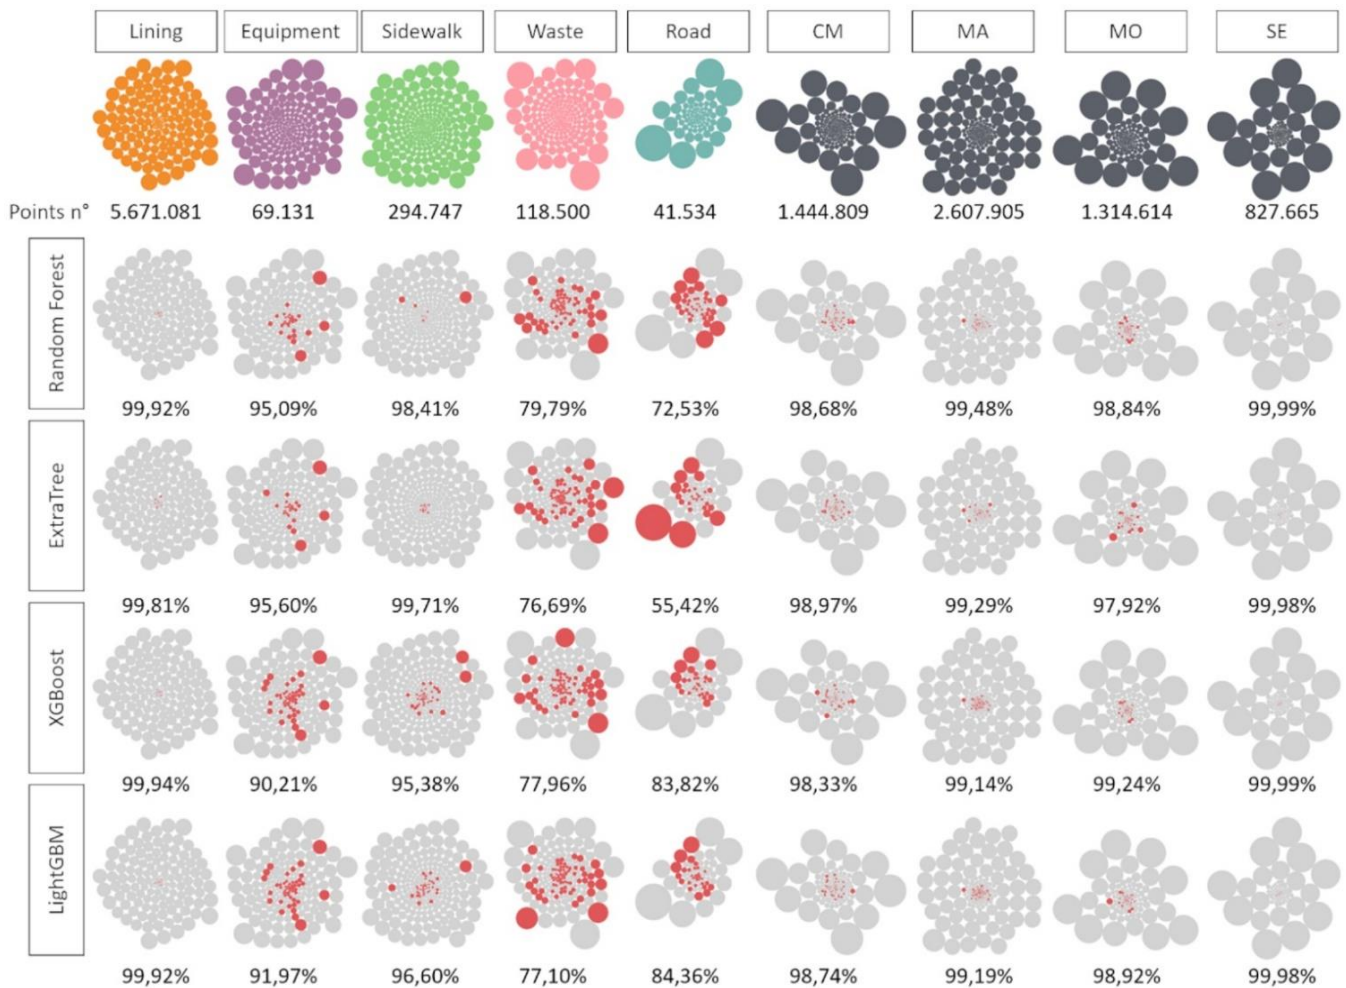 Lining Equipment Sidewalk Waste Road CM MA MO SE
Points n° 5.671.081 69.131 294.747 118.500 41.534 1.444.809 2.607.905 1.314.614 827.665
Random Forest
99,92% 95,09% 98,41% 79,79% 72,53% 98,68% 99,48% 98,84% 99,99%
ExtraTree
99,81% 95,60% 99,71% 76,69% 55,42% 98,97% 99,29% 97,92% 99,98%
XGBoost
99,94% 90,21% 95,38% 77,96% 83,82% 98,33% 99,14% 99,24% 99,99%
LightGBM
99,92% 91,97% 96,60% 77,10% 84,36% 98,74% 99,19% 98,92% 99,98%